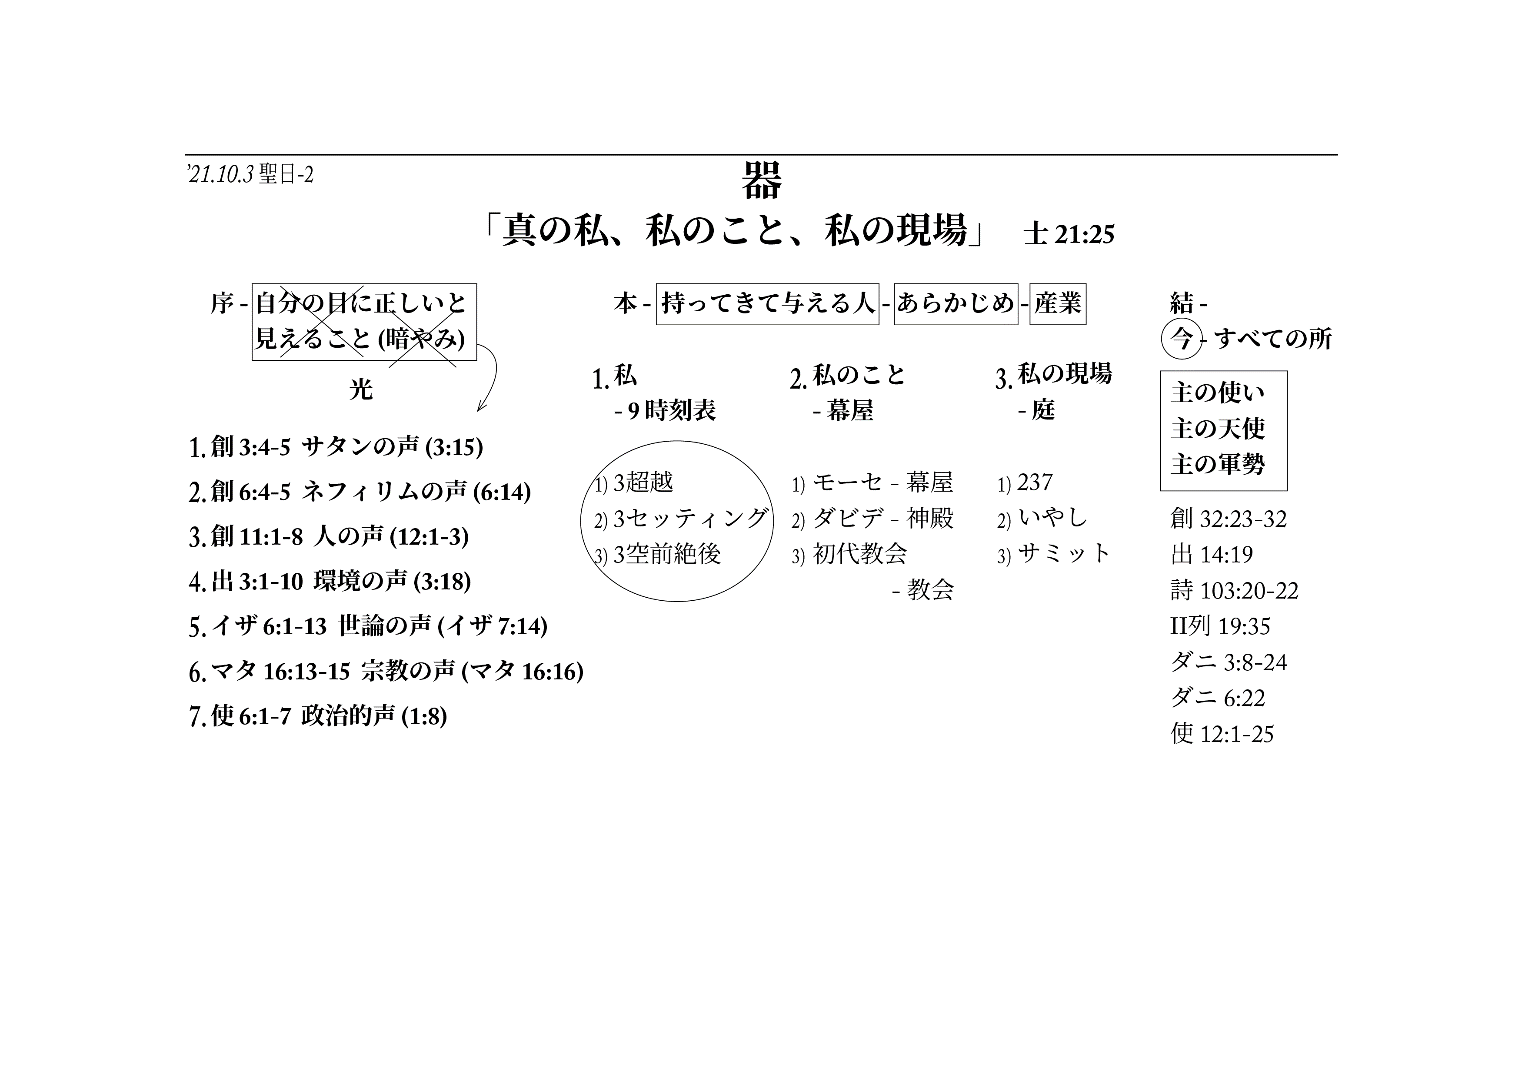 '21.10.3 聖日-2
器
「真の私、私のこと、私の現場」 士 21:25
序 - 自分の目に正しいと
見えること (暗やみ)
光
1. 創 3:4-5 サタンの声 (3:15)
2. 創 6:4-5 ネフィリムの声 (6:14)
3. 創 11:1-8 人の声 (12:1-3)
4. 出 3:1-10 環境の声 (3:18)
5. イザ 6:1-13 世論の声 (イザ 7:14)
6. マタ 16:13-15 宗教の声 (マタ 16:16)
7. 使 6:1-7 政治的声 (1:8)
本 - 持ってきて与える人 - あらかじめ - 産業
1. 私
- 9 時刻表
1) 3超越
2) 3セッティング
3) 3空前絶後
2. 私のこと
- 幕屋
1) モーセ - 幕屋
2) ダビデ - 神殿
3) 初代教会
- 教会
3. 私の現場
- 庭
1) 237
2) いやし
3) サミット
結 -
今 - すべての所
主の使い
主の天使
主の軍勢
創 32:23-32
出 14:19
詩 103:20-22
II列 19:35
ダニ 3:8-24
ダニ 6:22
使 12:1-25